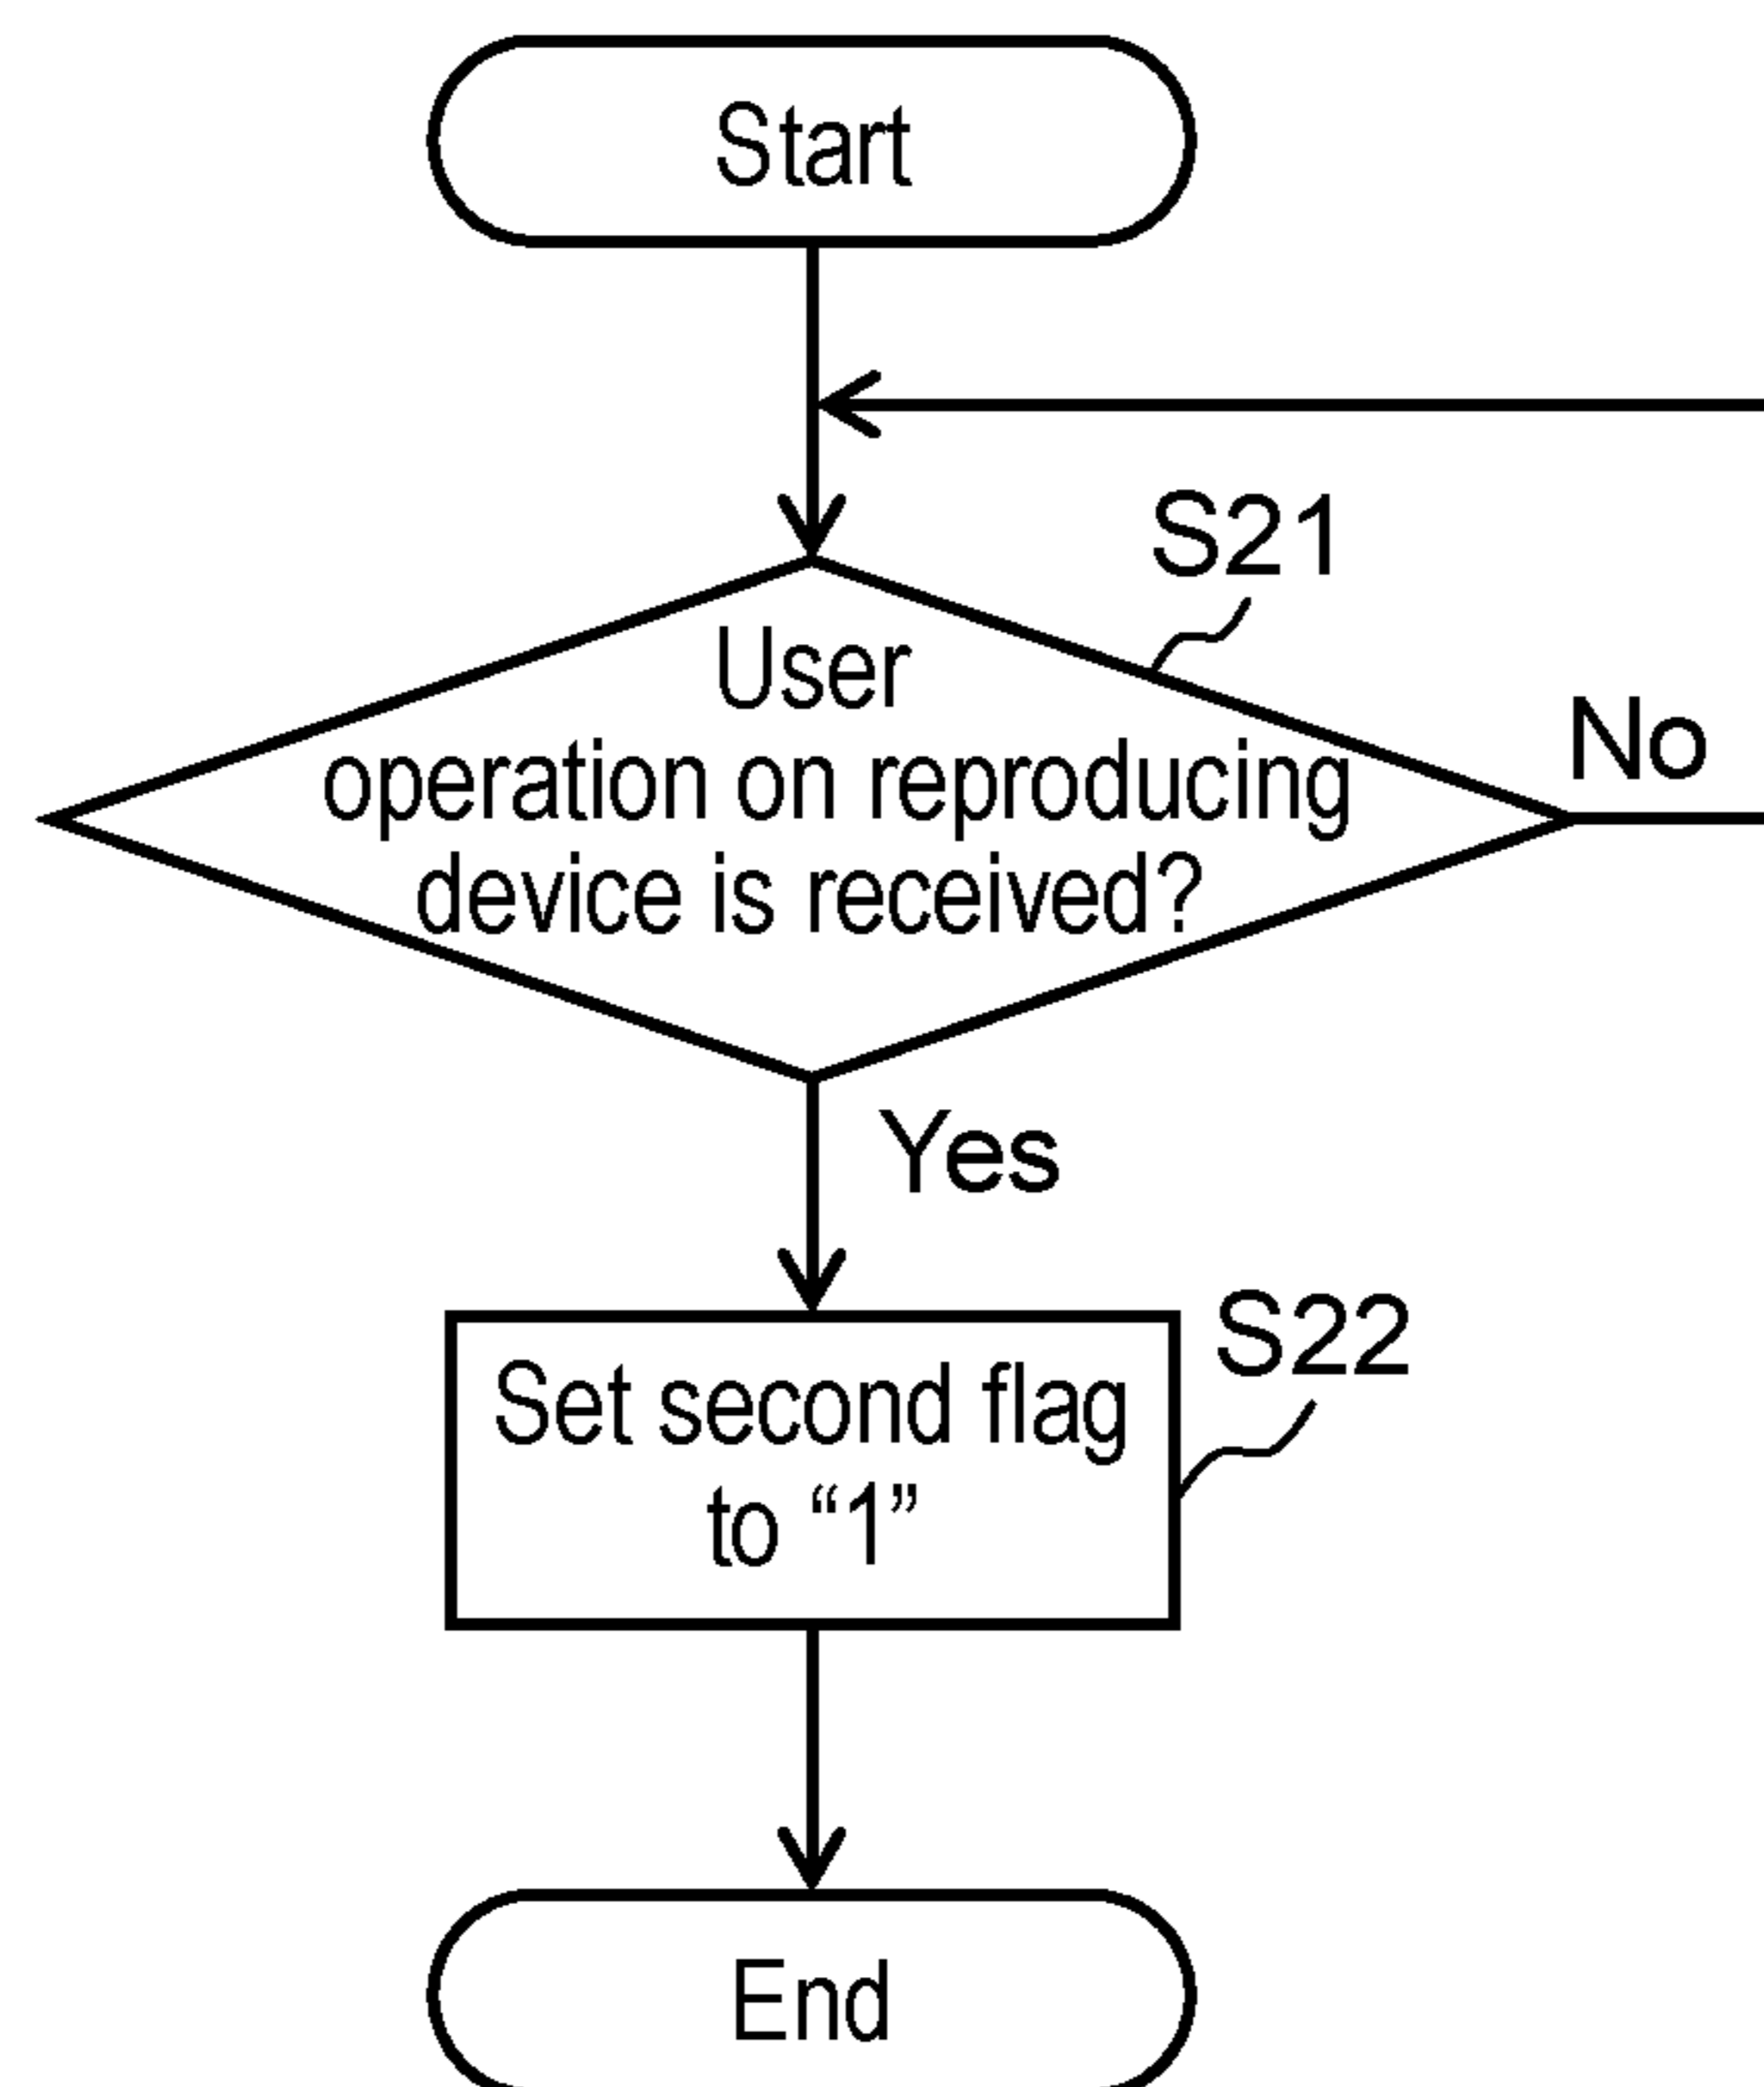 Start
S21
User
operation on reproducing
device is received?
No
Yes
S22
Set second flag
to “1”
End